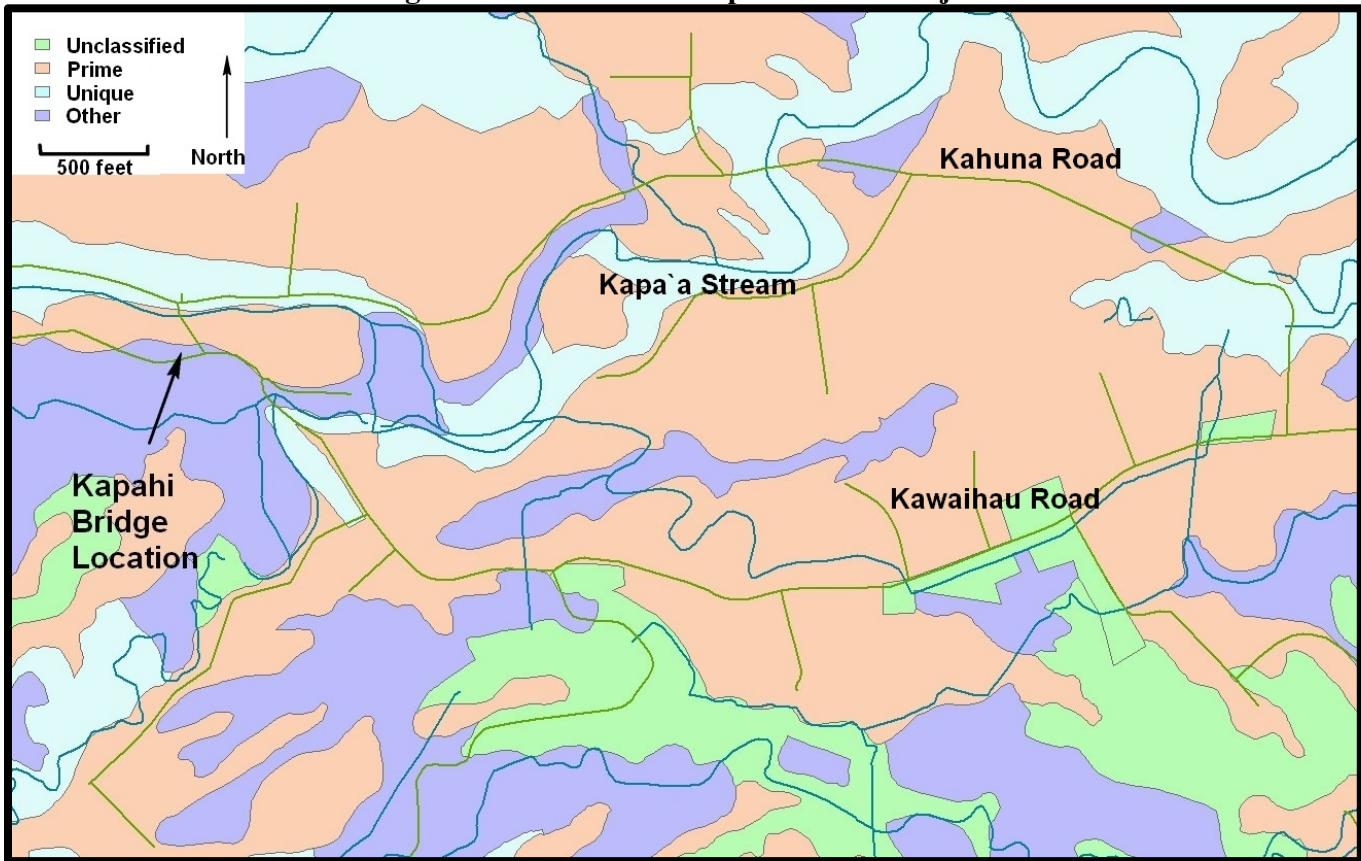 Unclassified
Prime
Unique
Other
500 feet
North
Kahuna Road
Kapa`a Stream
Kapahi
Bridge
Location
Kawaihau Road